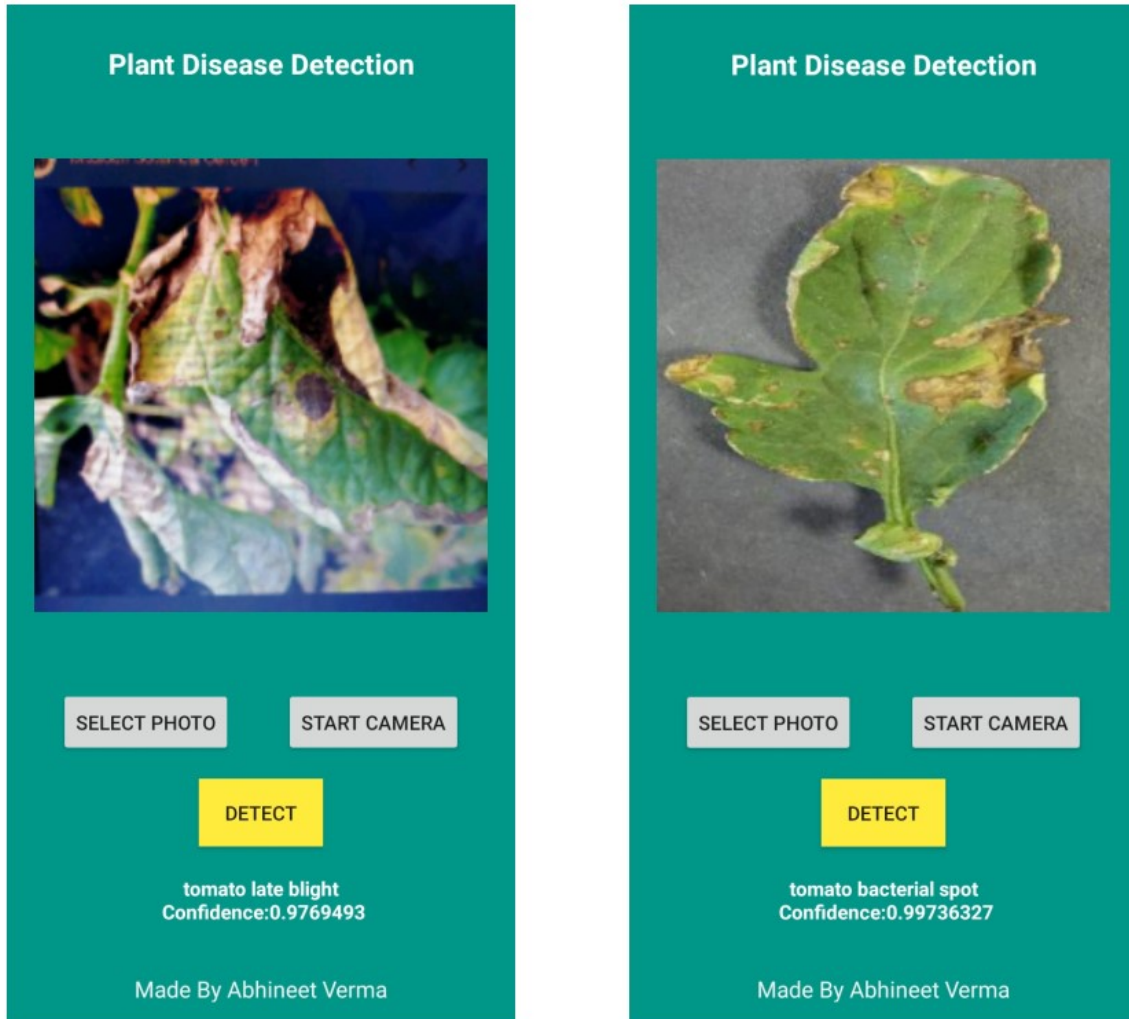 Plant Disease Detection
SELECT PHOTO
START CAMERA
DETECT
tomato late blight
Confidence:0.9769493
Made By Abhineet Verma
Plant Disease Detection
SELECT PHOTO
START CAMERA
DETECT
tomato bacterial spot
Confidence:0.99736327
Made By Abhineet Verma